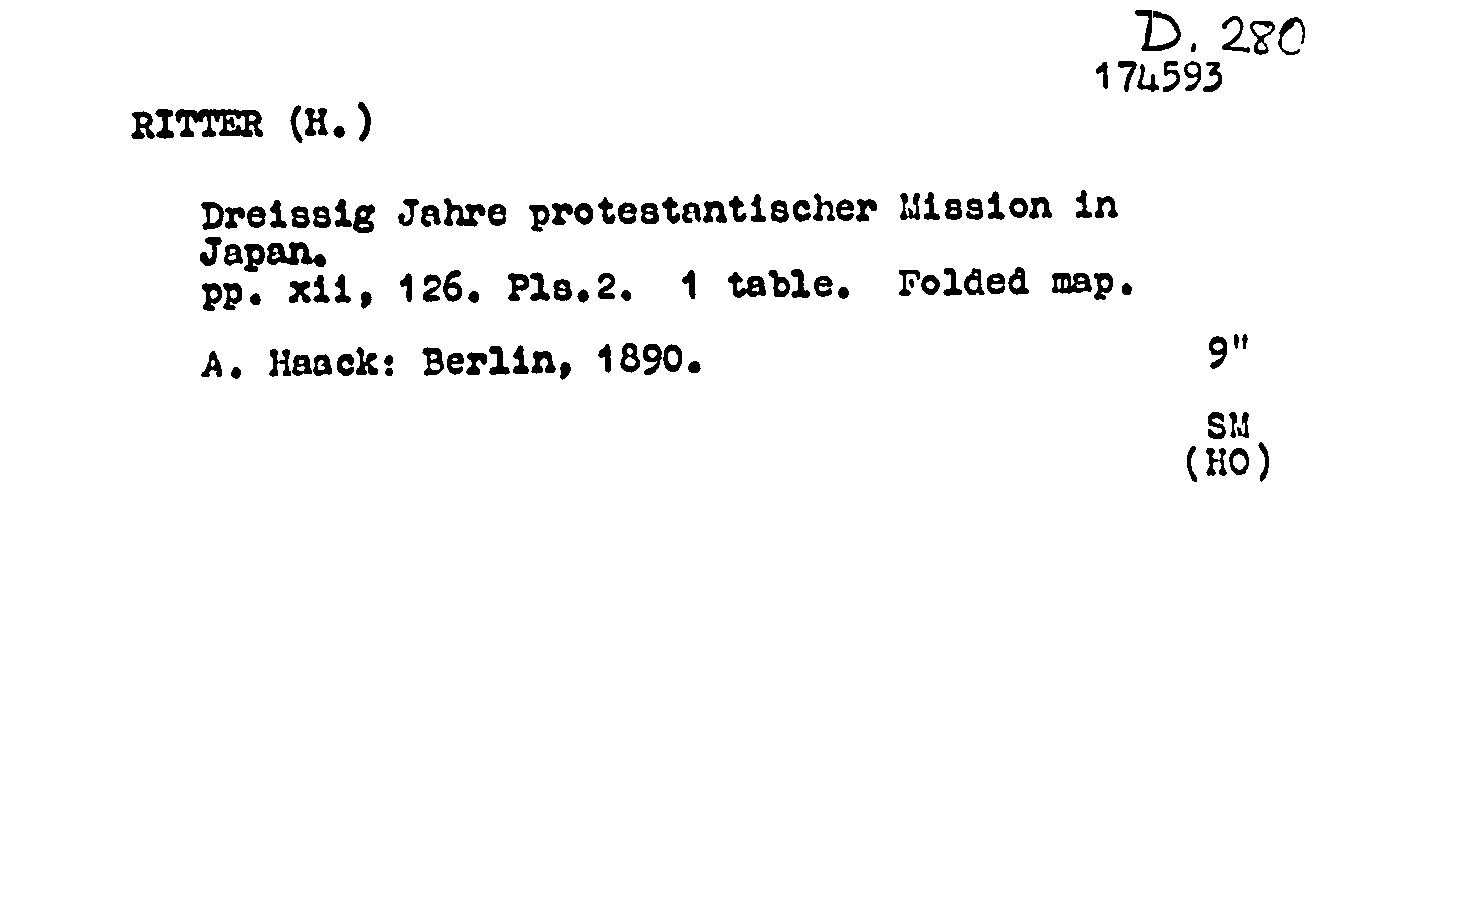 D. 280
174593
RITTER (H.)
Dreissig Jahre protestantischer Mission in
Japan.
pp. xii, 126. Pls.2. 1 table. Folded map.
A. Haack: Berlin, 1890. 9"
SM
(HO)